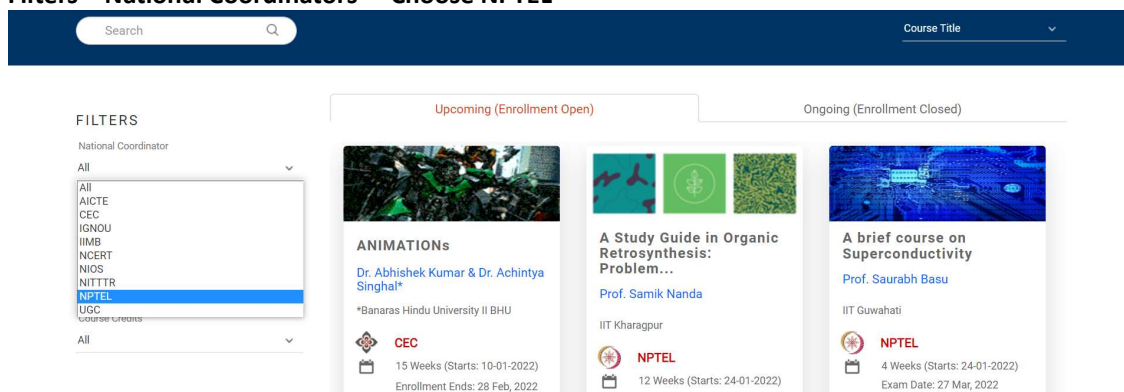 Filters – National Coordinators – Choose NPTEL
Search
Course Title
FILTERS
National Coordinator
All
All
AICTE
CEC
IGNOU
IIMB
NCERT
NIOS
NITTTR
NPTEL
UGC
Course Credits
All
Upcoming (Enrollment Open)
Ongoing (Enrollment Closed)
ANIMATIONs
Dr. Abhishek Kumar & Dr. Achintya
Singhal*
*Banaras Hindu University II BHU
CEC
15 Weeks (Starts: 10-01-2022)
Enrollment Ends: 28 Feb, 2022
A Study Guide in Organic
Retrosynthesis:
Problem...
Prof. Samik Nanda
IIT Kharagpur
NPTEL
12 Weeks (Starts: 24-01-2022)
A brief course on
Superconductivity
Prof. Saurabh Basu
IIT Guwahati
NPTEL
4 Weeks (Starts: 24-01-2022)
Exam Date: 27 Mar, 2022